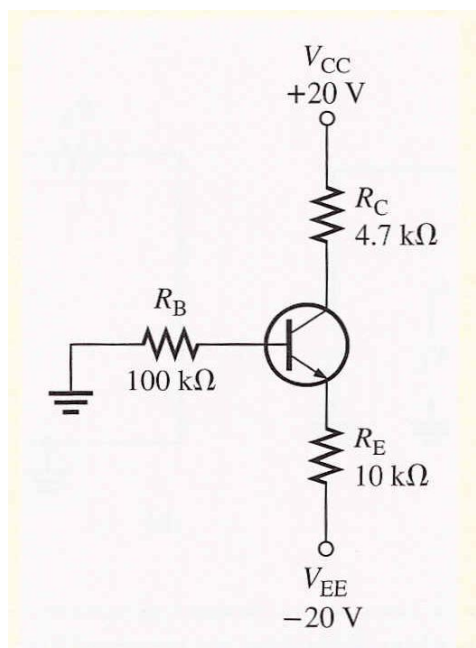 V_CC
+20 V
R_C
4.7 kΩ
R_B
100 kΩ
R_E
10 kΩ
V_EE
−20 V